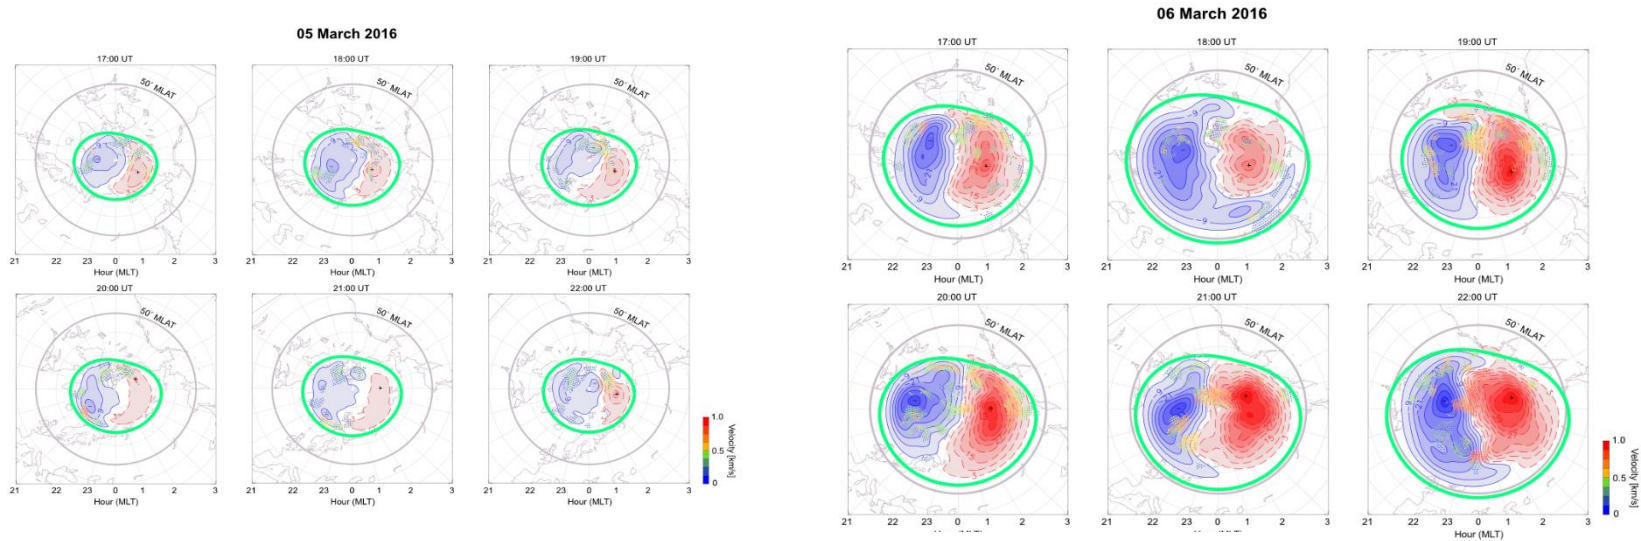 05 March 2016
17:00 UT 18:00 UT 19:00 UT
50° MLAT 50° MLAT 50° MLAT
21 22 23 0 1 2 3 21 22 23 0 1 2 3 21 22 23 0 1 2 3
Hour (MLT) Hour (MLT) Hour (MLT)
20:00 UT 21:00 UT 22:00 UT
50° MLAT 50° MLAT 50° MLAT
21 22 23 0 1 2 3 21 22 23 0 1 2 3 21 22 23 0 1 2 3
Hour (MLT) Hour (MLT) Hour (MLT)
1.0
0.5
0
Velocity [km/s]
06 March 2016
17:00 UT 18:00 UT 19:00 UT
50° MLAT 50° MLAT 50° MLAT
21 22 23 0 1 2 3 21 22 23 0 1 2 3 21 22 23 0 1 2 3
Hour (MLT) Hour (MLT) Hour (MLT)
20:00 UT 21:00 UT 22:00 UT
50° MLAT 50° MLAT 50° MLAT
21 22 23 0 1 2 3 21 22 23 0 1 2 3 21 22 23 0 1 2 3
Hour (MLT)
1.0
0.5
0
Velocity [km/s]